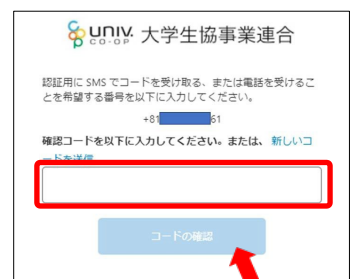 univ.
CO-OP 大学生協事業連合
認証用に SMS でコードを受け取る、または電話を受けるこ
とを希望する番号を以下に入力してください。
+81 61
確認コードを以下に入力してください。または、 新しいコ
ードを送信
コードの確認